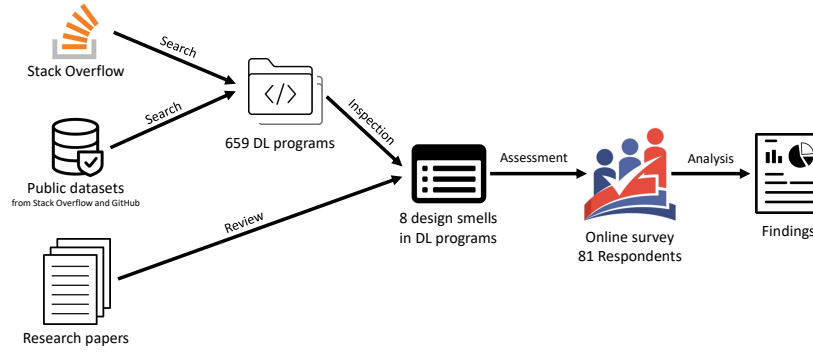 Stack Overflow
Search
Search
Public datasets
from Stack Overflow and GitHub
</>
659 DL programs
Inspection
Review
Research papers
8 design smells
in DL programs
Assessment
Online survey
81 Respondents
Analysis
Findings